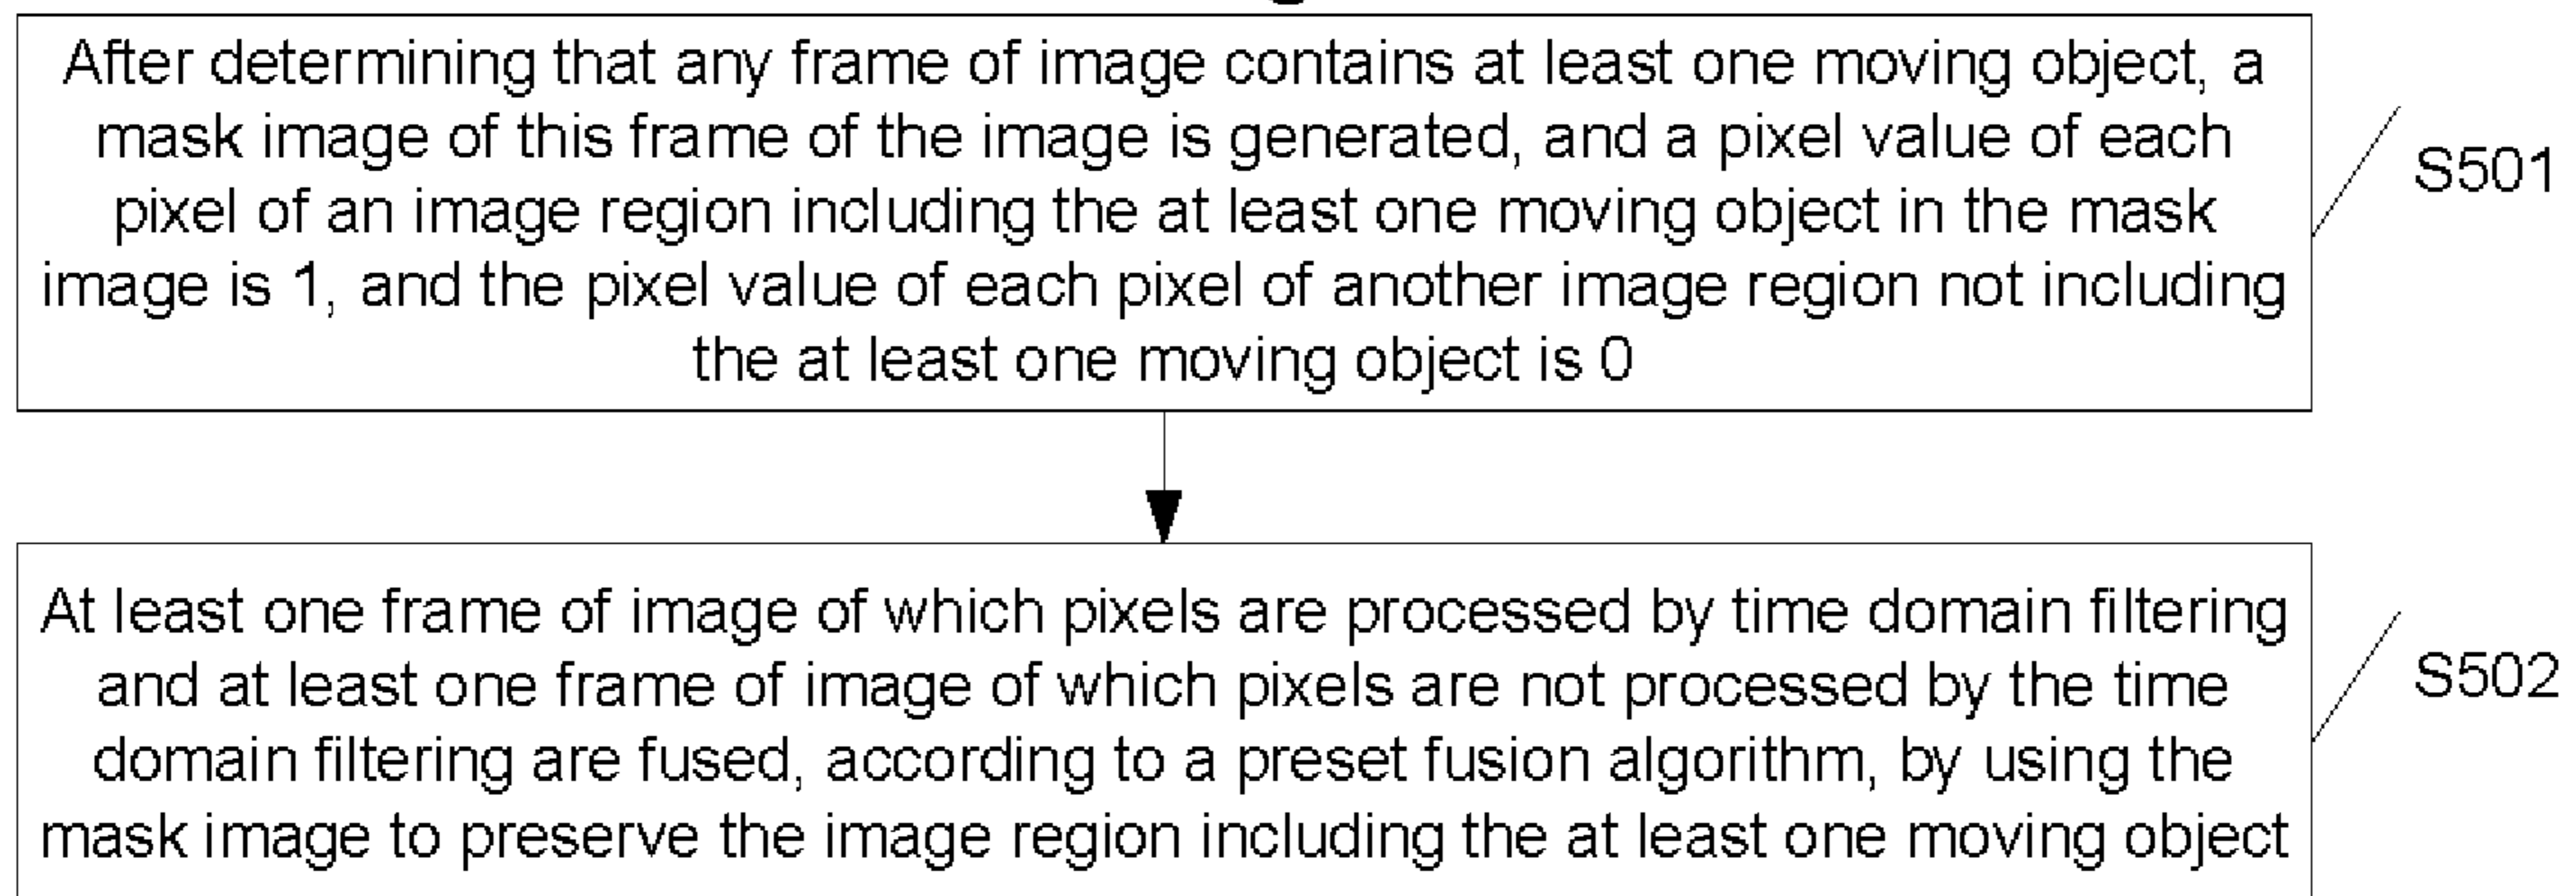 After determining that any frame of image contains at least one moving object, a
mask image of this frame of the image is generated, and a pixel value of each
pixel of an image region including the at least one moving object in the mask
image is 1, and the pixel value of each pixel of another image region not including
the at least one moving object is 0
S501
At least one frame of image of which pixels are processed by time domain filtering
and at least one frame of image of which pixels are not processed by the time
domain filtering are fused, according to a preset fusion algorithm, by using the
mask image to preserve the image region including the at least one moving object
S502